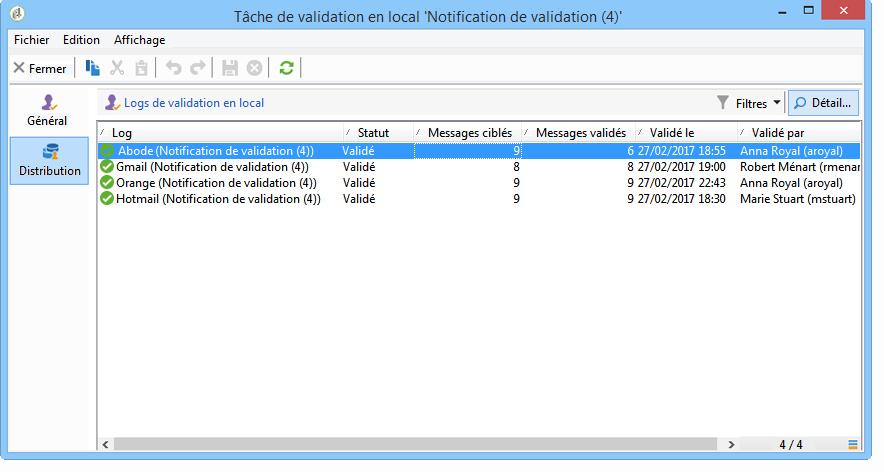 Tâche de validation en local 'Notification de validation (4)'
Fichier Edition Affichage
Fermer
Général
Distribution
Logs de validation en local Filtres Détail...
Log Statut Messages ciblés Messages validés Validé le Validé par
Abode (Notification de validation (4)) Validé 9 6 27/02/2017 18:55 Anna Royal (aroyal)
Gmail (Notification de validation (4)) Validé 8 8 27/02/2017 19:00 Robert Ménart (rmenar
Orange (Notification de validation (4)) Validé 9 9 27/02/2017 22:43 Anna Royal (aroyal)
Hotmail (Notification de validation (4)) Validé 9 9 27/02/2017 18:30 Marie Stuart (mstuart)
4 / 4